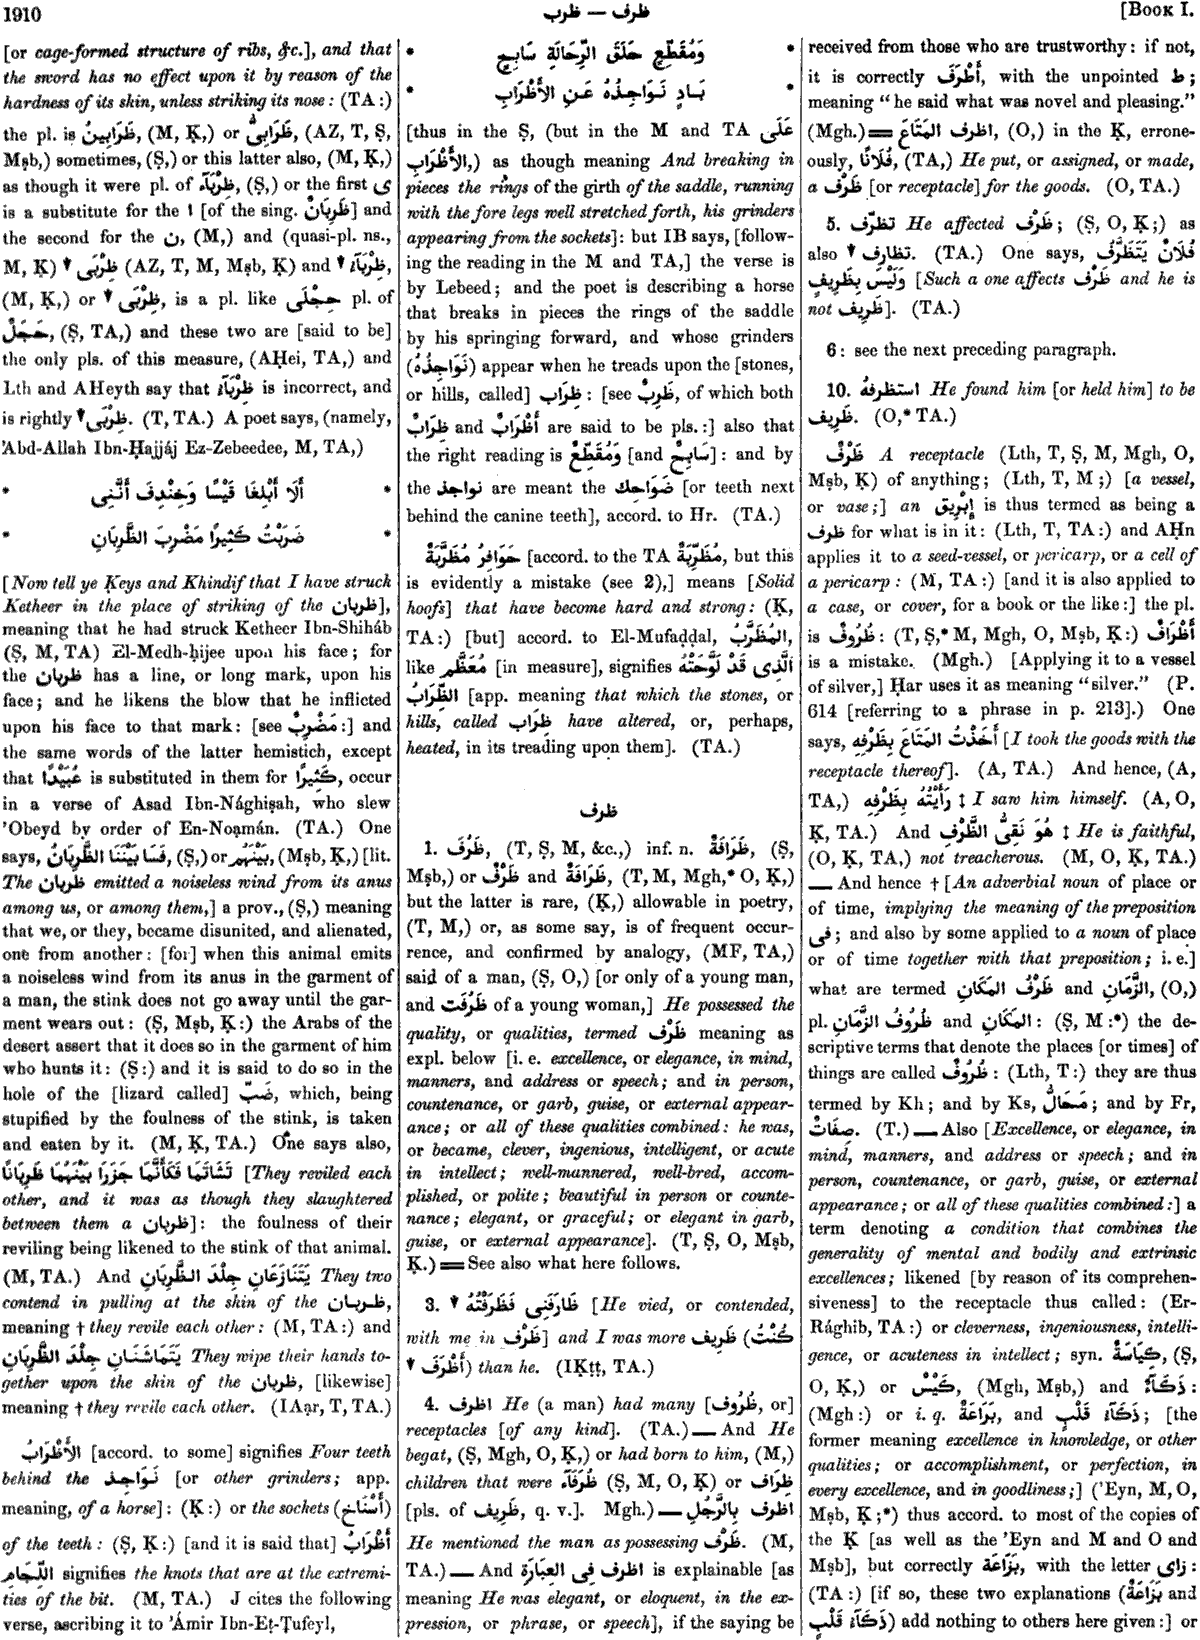 1910
ظرف — ظرب
[BOOK I.
[or cage-formed structure of ribs, &c.], and that
the sword has no effect upon it by reason of the
hardness of its skin, unless striking its nose: (TA:)
the pl. is ظَرَابِينُ, (M, Ḳ,) or ظَرَابِىُّ, (AZ, T, Ṣ,
Mṣb,) sometimes, (Ṣ,) or this latter also, (M, Ḳ,)
as though it were pl. of ظِرْبَآءُ, (Ṣ,) or the first ى
is a substitute for the ا [of the sing. ظَرِبَانٌ] and
the second for the ن, (M,) and (quasi-pl. ns.,
M, Ḳ) ↓ ظِرْبَى (AZ, T, M, Mṣb, Ḳ) and ↓ ظِرْبَآءُ,
(M, Ḳ,) or ↓ ظِرْبَى, is a pl. like حِجْلَى pl. of
حَجَلٌ, (Ṣ, TA,) and these two are [said to be]
the only pls. of this measure, (AḤei, TA,) and
Lth and AHeyth say that ظِرْبَآءُ is incorrect, and
is rightly ↓ ظِرْبَى. (T, TA.) A poet says, (namely,
'Abd-Allah Ibn-Ḥajjáj Ez-Zebeedee, M, TA,)
* أَلَا أَبْلِغَا قَيْسًا وَخِنْدِفَ أَنَّنِى *
* ضَرَبْتُ كَثِيرًا مَضْرِبَ الظَّرِبَانِ *
[Now tell ye Ḳeys and Khindif that I have struck
Ketheer in the place of striking of the ظربان],
meaning that he had struck Ketheer Ibn-Shiháb
(Ṣ, M, TA) El-Medh-ḥijee upon his face; for
the ظربان has a line, or long mark, upon his
face; and he likens the blow that he inflicted
upon his face to that mark: [see مَضْرِبٌ:] and
the same words of the latter hemistich, except
that عُبَيْدًا is substituted in them for كَثِيرًا, occur
in a verse of Asad Ibn-Nághiṣah, who slew
'Obeyd by order of En-Noạmán. (TA.) One
says, فَسَا بَيْنَنَا الظَّرِبَانُ, (Ṣ,) or بَيْنَهُم, (Mṣb, Ḳ,) [lit.
The ظربان emitted a noiseless wind from its anus
among us, or among them,] a prov., (Ṣ,) meaning
that we, or they, became disunited, and alienated,
one from another: [for] when this animal emits
a noiseless wind from its anus in the garment of
a man, the stink does not go away until the gar-
ment wears out: (Ṣ, Mṣb, Ḳ:) the Arabs of the
desert assert that it does so in the garment of him
who hunts it: (Ṣ:) and it is said to do so in the
hole of the [lizard called] ضَبّ, which, being
stupified by the foulness of the stink, is taken
and eaten by it. (M, Ḳ, TA.) One says also,
تَشَاتَمَا فَكَأَنَّمَا جَزَرَا بَيْنَهُمَا ظَرِبَانًا [They reviled each
other, and it was as though they slaughtered
between them a ظربان]: the foulness of their
reviling being likened to the stink of that animal.
(M, TA.) And يَتَنَازَعَانِ جِلْدَ الظَّرِبَانِ They two
contend in pulling at the skin of the ظربان,
meaning † they revile each other: (M, TA:) and
يَتَمَاشَنَانِ جِلْدَ الظَّرِبَانِ They wipe their hands to-
gether upon the skin of the ظربان, [likewise]
meaning † they revile each other. (IAạr, T, TA.)
الأَظْرَابُ [accord. to some] signifies Four teeth
behind the نَوَاجِذ [or other grinders; app.
meaning, of a horse]: (Ḳ:) or the sockets (أَسْنَاخ)
of the teeth: (Ṣ, Ḳ:) [and it is said that] أَظْرَابُ
اللِّجَامِ signifies the knots that are at the extremi-
ties of the bit. (M, TA.) J cites the following
verse, ascribing it to 'Ámir Ibn-Eṭ-Ṭufeyl,
* وَمُقَطِّعٍ حَلَقَ الرِّحَالَةِ سَابِحٍ *
* بَادٍ نَوَاجِذُهُ عَنِ الأَظْرَابِ *
[thus in the Ṣ, (but in the M and TA عَلَى
الأَظْرَابِ,) as though meaning And breaking in
pieces the rings of the girth of the saddle, running
with the fore legs well stretched forth, his grinders
appearing from the sockets]: but IB says, [follow-
ing the reading in the M and TA,] the verse is
by Lebeed; and the poet is describing a horse
that breaks in pieces the rings of the saddle
by his springing forward, and whose grinders
(نَوَاجِذُهُ) appear when he treads upon the [stones,
or hills, called] ظِرَاب: [see ظَرِبٌ, of which both
ظِرَابٌ and أَظْرَابٌ are said to be pls.:] also that
the right reading is وَمُقَطِّعٌ [and سَابِحٌ]: and by
the نواجذ are meant the ضَوَاحِك [or teeth next
behind the canine teeth], accord. to Hr. (TA.)
حَوَافِرُ مُظَرَّبَةٌ [accord. to the TA مُظَرِّبَةٌ, but this
is evidently a mistake (see 2),] means [Solid
hoofs] that have become hard and strong: (Ḳ,
TA:) [but] accord. to El-Mufaḍḍal, المُظَرَّبُ,
like مُعَظَّم [in measure], signifies اَلَّذِى قَدْ لَوَّحَتْهُ
الظِّرَابُ [app. meaning that which the stones, or
hills, called ظِرَاب have altered, or, perhaps,
heated, in its treading upon them]. (TA.)
ظرف
1. ظَرُفَ, (T, Ṣ, M, &c.,) inf. n. ظَرَافَةٌ, (Ṣ,
Mṣb,) or ظَرْفٌ and ظَرَافَةٌ, (T, M, Mgh,* O, Ḳ,)
but the latter is rare, (Ḳ,) allowable in poetry,
(T, M,) or, as some say, is of frequent occur-
rence, and confirmed by analogy, (MF, TA,)
said of a man, (Ṣ, O,) [or only of a young man,
and ظَرُفَت of a young woman,] He possessed the
quality, or qualities, termed ظَرْف meaning as
expl. below [i. e. excellence, or elegance, in mind,
manners, and address or speech; and in person,
countenance, or garb, guise, or external appear-
ance; or all of these qualities combined: he was,
or became, clever, ingenious, intelligent, or acute
in intellect; well-mannered, well-bred, accom-
plished, or polite; beautiful in person or counte-
nance; elegant, or graceful; or elegant in garb,
guise, or external appearance]. (T, Ṣ, O, Mṣb,
Ḳ.) == See also what here follows.
3. ↓ ظَارَفَنِى فَظَرَفْتُهُ [He vied, or contended,
with me in ظَرْف] and I was more ظَرِيف (كُنْتُ
↓ أَظْرَفَ) than he. (IḲṭṭ, TA.)
4. اظرف He (a man) had many [ظُرُوف, or]
receptacles [of any kind]. (TA.) — And He
begat, (Ṣ, Mgh, O, Ḳ,) or had born to him, (M,)
children that were ظُرَفَآء (Ṣ, M, O, Ḳ) or ظِرَاف
[pls. of ظَرِيف, q. v.]. Mgh.) — اظرف بِالرَّجُلِ
He mentioned the man as possessing ظَرْف. (M,
TA.) — And اظرف فِى العِبَارَةِ is explainable [as
meaning He was elegant, or eloquent, in the ex-
pression, or phrase, or speech], if the saying be
received from those who are trustworthy: if not,
it is correctly أَطْرَفَ, with the unpointed ط;
meaning "he said what was novel and pleasing."
(Mgh.) == اظرف المَتَاعَ, (O,) in the Ḳ, errone-
ously, فُلَانًا, (TA,) He put, or assigned, or made,
a ظَرْف [or receptacle] for the goods. (O, TA.)
5. تظرّف He affected ظَرْف; (Ṣ, O, Ḳ;) as
also ↓ تظارف. (TA.) One says, فُلَانٌ يَتَظَرَّفُ
وَلَيْسَ بِظَرِيفٍ [Such a one affects ظَرْف and he is
not ظَرِيف]. (TA.)
6: see the next preceding paragraph.
10. استظرفهُ He found him [or held him] to be
ظَرِيف. (O,* TA.)
ظَرْفٌ A receptacle (Lth, T, Ṣ, M, Mgh, O,
Mṣb, Ḳ) of anything; (Lth, T, M;) [a vessel,
or vase;] an إِبْرِيق is thus termed as being a
ظرف for what is in it: (Lth, T, TA:) and AḤn
applies it to a seed-vessel, or pericarp, or a cell of
a pericarp: (M, TA:) [and it is also applied to
a case, or cover, for a book or the like:] the pl.
is ظُرُوفٌ: (T, Ṣ,* M, Mgh, O, Mṣb, Ḳ:) أَظْرَافٌ
is a mistake. (Mgh.) [Applying it to a vessel
of silver,] Ḥar uses it as meaning "silver." (P.
614 [referring to a phrase in p. 213].) One
says, أَخَذْتُ المَتَاعَ بِظَرْفِهِ [I took the goods with the
receptacle thereof]. (A, TA.) And hence, (A,
TA,) رَأَيْتُهُ بِظَرْفِهِ ‡ I saw him himself. (A, O,
Ḳ, TA.) And هُوَ نَقِىُّ الظَّرْفِ ‡ He is faithful,
(O, Ḳ, TA,) not treacherous. (M, O, Ḳ, TA.)
— And hence † [An adverbial noun of place or
of time, implying the meaning of the preposition
فِى; and also by some applied to a noun of place
or of time together with that preposition; i. e.]
what are termed ظَرْفُ المَكَانِ and الزَّمَانِ, (O,)
pl. ظُرُوفُ الزَّمَانِ and المَكَانِ: (Ṣ, M:*) the de-
scriptive terms that denote the places [or times] of
things are called ظُرُوفٌ: (Lth, T:) they are thus
termed by Kh; and by Ks, مَحَالُّ; and by Fr,
صِفَاتٌ. (T.) — Also [Excellence, or elegance, in
mind, manners, and address or speech; and in
person, countenance, or garb, guise, or external
appearance; or all of these qualities combined:] a
term denoting a condition that combines the
generality of mental and bodily and extrinsic
excellences; likened [by reason of its comprehen-
siveness] to the receptacle thus called: (Er-
Rághib, TA:) or cleverness, ingeniousness, intelli-
gence, or acuteness in intellect; syn. كِيَاسَةٌ, (Ṣ,
O, Ḳ,) or كَيْسٌ, (Mgh, Mṣb,) and ذَكَآءٌ:
(Mgh:) or i. q. بَرَاعَةٌ, and ذَكَآءُ قَلْبٍ; [the
former meaning excellence in knowledge, or other
qualities; or accomplishment, or perfection, in
every excellence, and in goodliness;] ('Eyn, M, O,
Mṣb, Ḳ;*) thus accord. to most of the copies of
the Ḳ [as well as the 'Eyn and M and O and
Mṣb], but correctly بَزَاعَة, with the letter زاى:
(TA:) [if so, these two explanations (بَزَاعَةٌ and
ذَكَآءُ قَلْبٍ) add nothing to others here given:] or